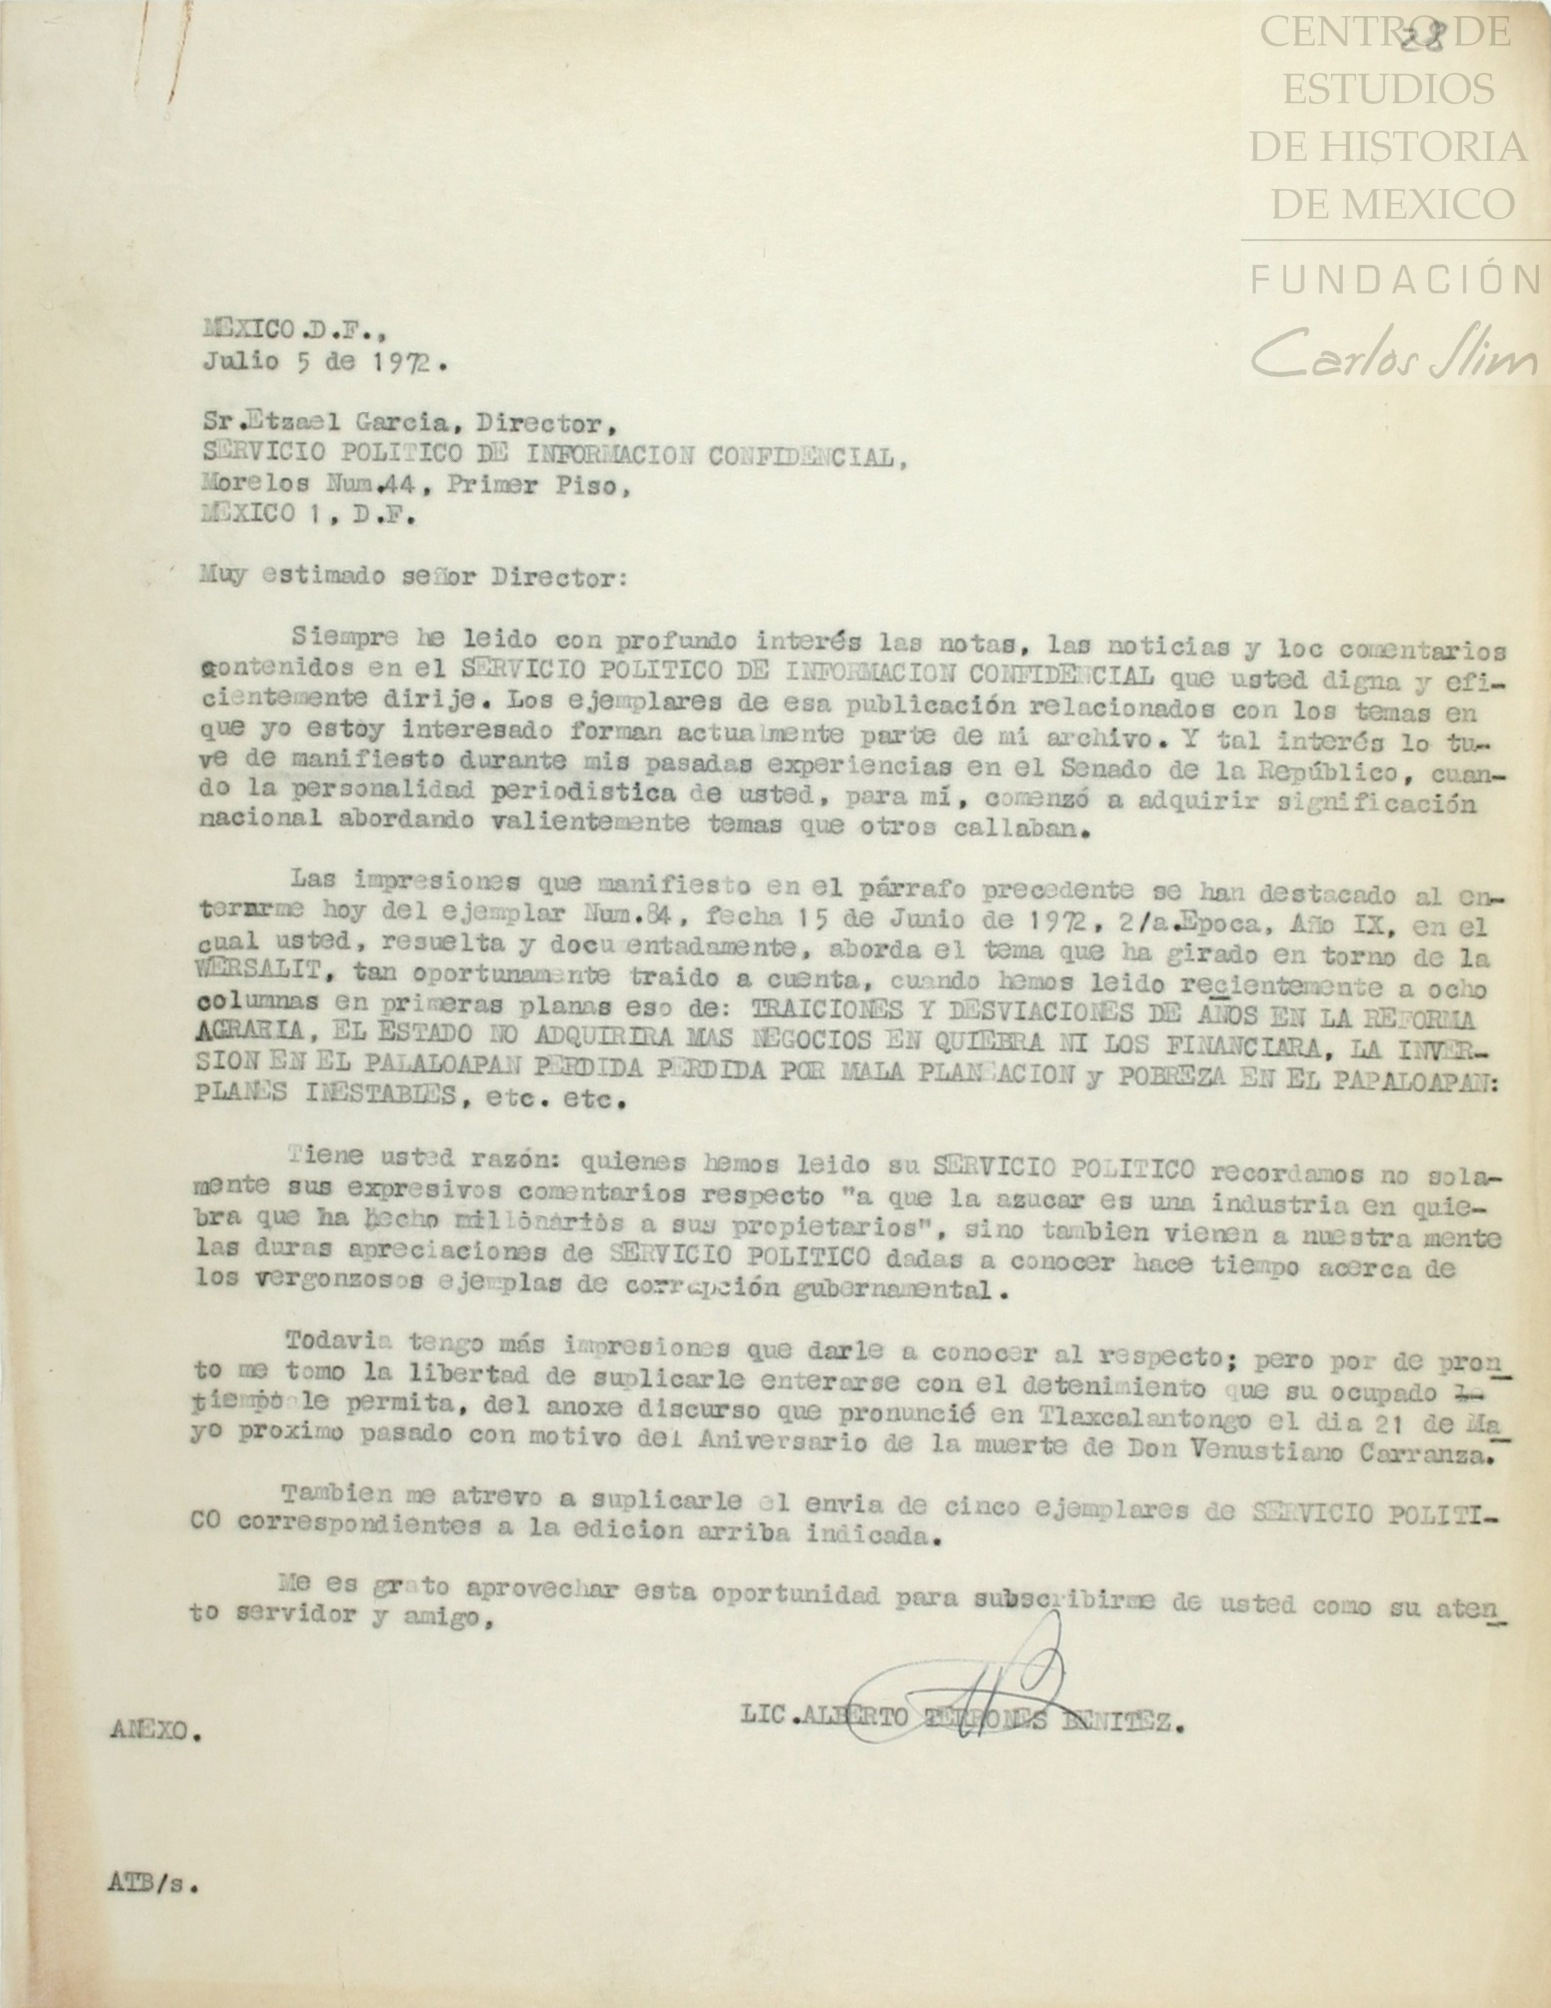 28
CENTRO DE
ESTUDIOS
DE HISTORIA
DE MEXICO
FUNDACIÓN
Carlos Slim
MEXICO.D.F.,
Julio 5 de 1972.
Sr.Etzael Garcia, Director,
SERVICIO POLITICO DE INFORMACION CONFIDENCIAL,
Morelos Num.44, Primer Piso,
MEXICO 1, D.F.
Muy estimado señor Director:
Siempre he leido con profundo interés las notas, las noticias y loc comentarios
contenidos en el SERVICIO POLITICO DE INFORMACION CONFIDENCIAL que usted digna y efi-
cientemente dirije. Los ejemplares de esa publicación relacionados con los temas en
que yo estoy interesado forman actualmente parte de mi archivo. Y tal interés lo tu-
ve de manifiesto durante mis pasadas experiencias en el Senado de la Repúblico, cuan-
do la personalidad periodistica de usted, para mí, comenzó a adquirir significación
nacional abordando valientemente temas que otros callaban.
Las impresiones que manifiesto en el párrafo precedente se han destacado al en-
terarme hoy del ejemplar Num.84, fecha 15 de Junio de 1972, 2/a.Epoca, Año IX, en el
cual usted, resuelta y docu entadamente, aborda el tema que ha girado en torno de la
WERSALIT, tan oportunamente traido a cuenta, cuando hemos leido recientemente a ocho
columnas en primeras planas eso de: TRAICIONES Y DESVIACIONES DE AÑOS EN LA REFORMA
AGRARIA, EL ESTADO NO ADQUIRIRA MAS NEGOCIOS EN QUIEBRA NI LOS FINANCIARA, LA INVER-
SION EN EL PALALOAPAN PERDIDA PERDIDA POR MALA PLANEACION y POBREZA EN EL PAPALOAPAN:
PLANES INESTABLES, etc. etc.
Tiene usted razón: quienes hemos leido su SERVICIO POLITICO recordamos no sola-
mente sus expresivos comentarios respecto "a que la azucar es una industria en quie-
bra que ha hecho millonarios a sus propietarios", sino tambien vienen a nuestra mente
las duras apreciaciones de SERVICIO POLITICO dadas a conocer hace tiempo acerca de
los vergonzosos ejemplas de corrupción gubernamental.
Todavia tengo más impresiones que darle a conocer al respecto; pero por de pron
to me tomo la libertad de suplicarle enterarse con el detenimiento que su ocupado le
tiempo le permita, del anoxe discurso que pronuncié en Tlaxcalantongo el dia 21 de Ma
yo proximo pasado con motivo del Aniversario de la muerte de Don Venustiano Carranza.
Tambien me atrevo a suplicarle el envia de cinco ejemplares de SERVICIO POLITI-
CO correspondientes a la edicion arriba indicada.
Me es grato aprovechar esta oportunidad para subscribirme de usted como su aten
to servidor y amigo,
LIC.ALBERTO TERRONES BENITEZ.
ANEXO.
ATB/s.